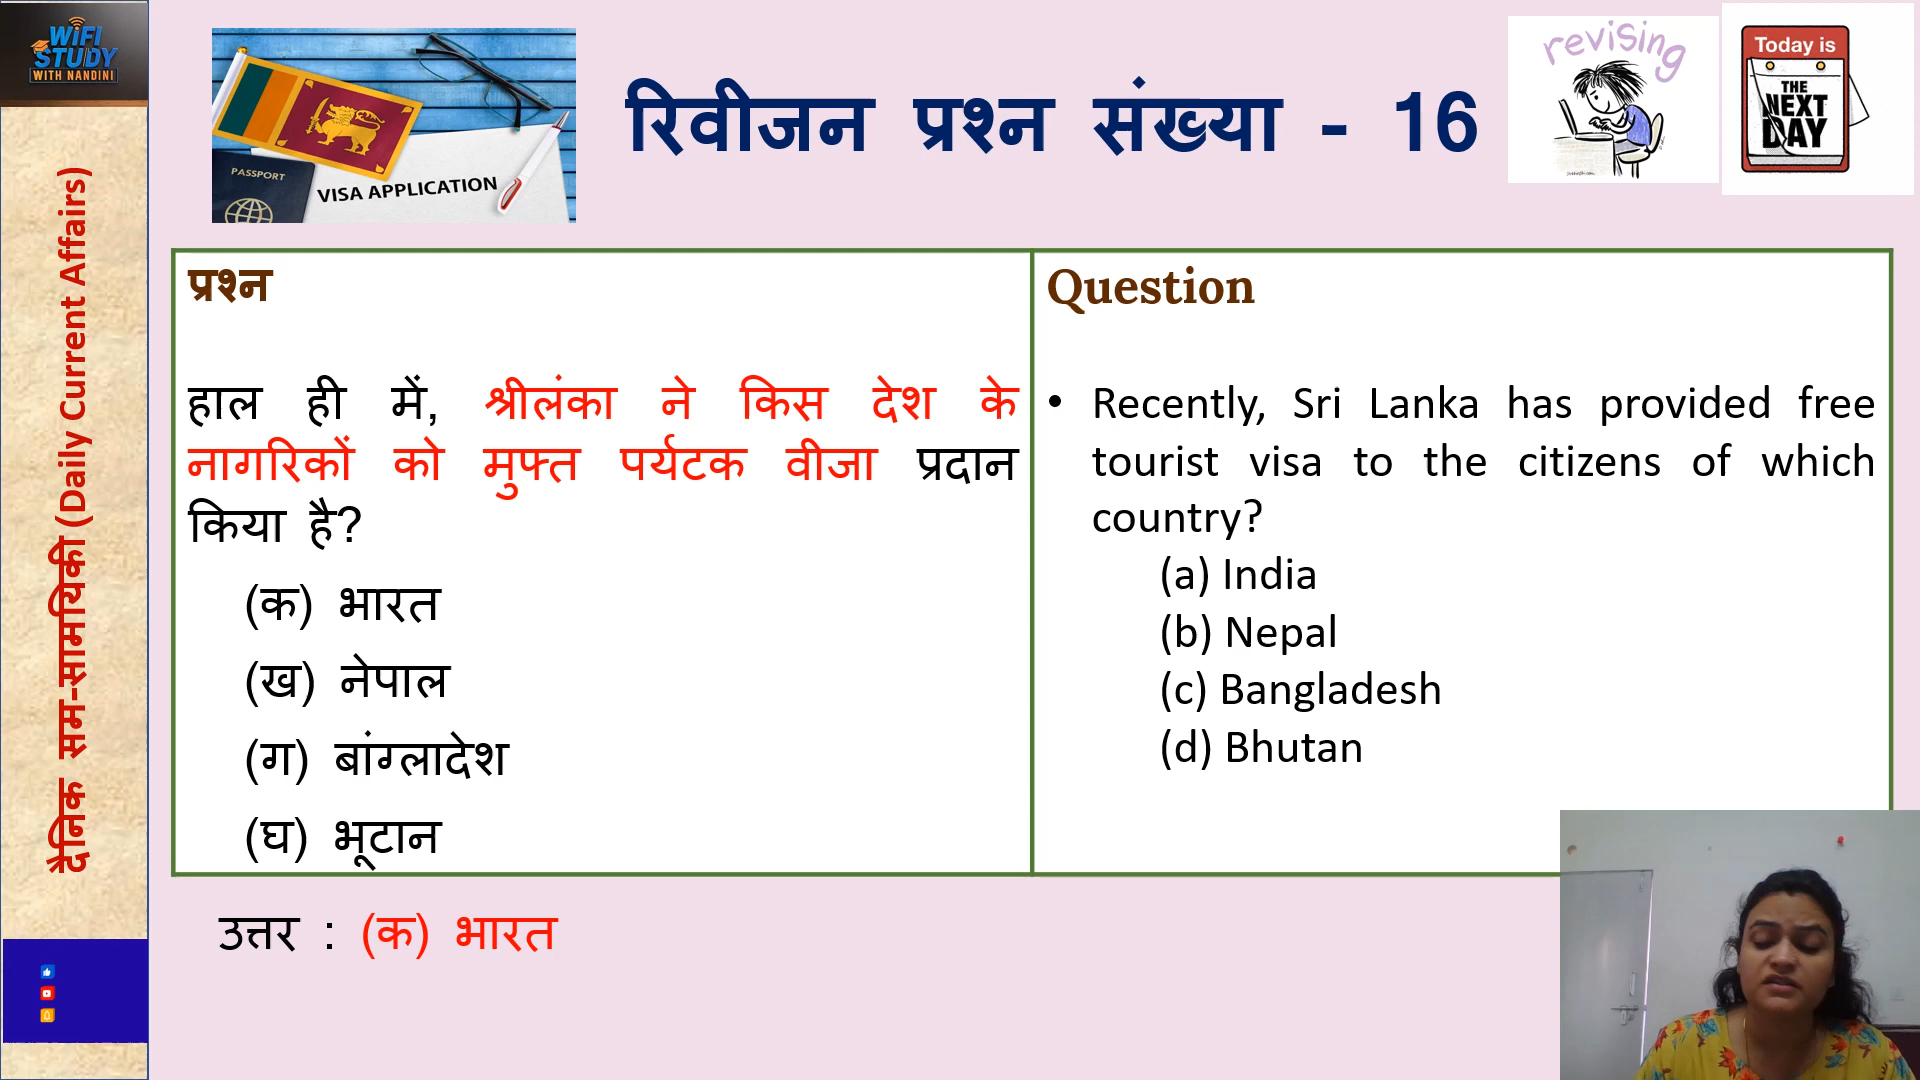 WiFi
STUDY
WITH NANDINI
दैनिक सम-सामयिकी (Daily Current Affairs)
PASSPORT
VISA APPLICATION
रिवीजन प्रश्न संख्या - 16
revising
Today is
THE
NEXT
DAY
प्रश्न
हाल ही में, श्रीलंका ने किस देश के
नागरिकों को मुफ्त पर्यटक वीजा प्रदान
किया है?
(क) भारत
(ख) नेपाल
(ग) बांग्लादेश
(घ) भूटान
Question
• Recently, Sri Lanka has provided free
tourist visa to the citizens of which
country?
(a) India
(b) Nepal
(c) Bangladesh
(d) Bhutan
उत्तर : (क) भारत